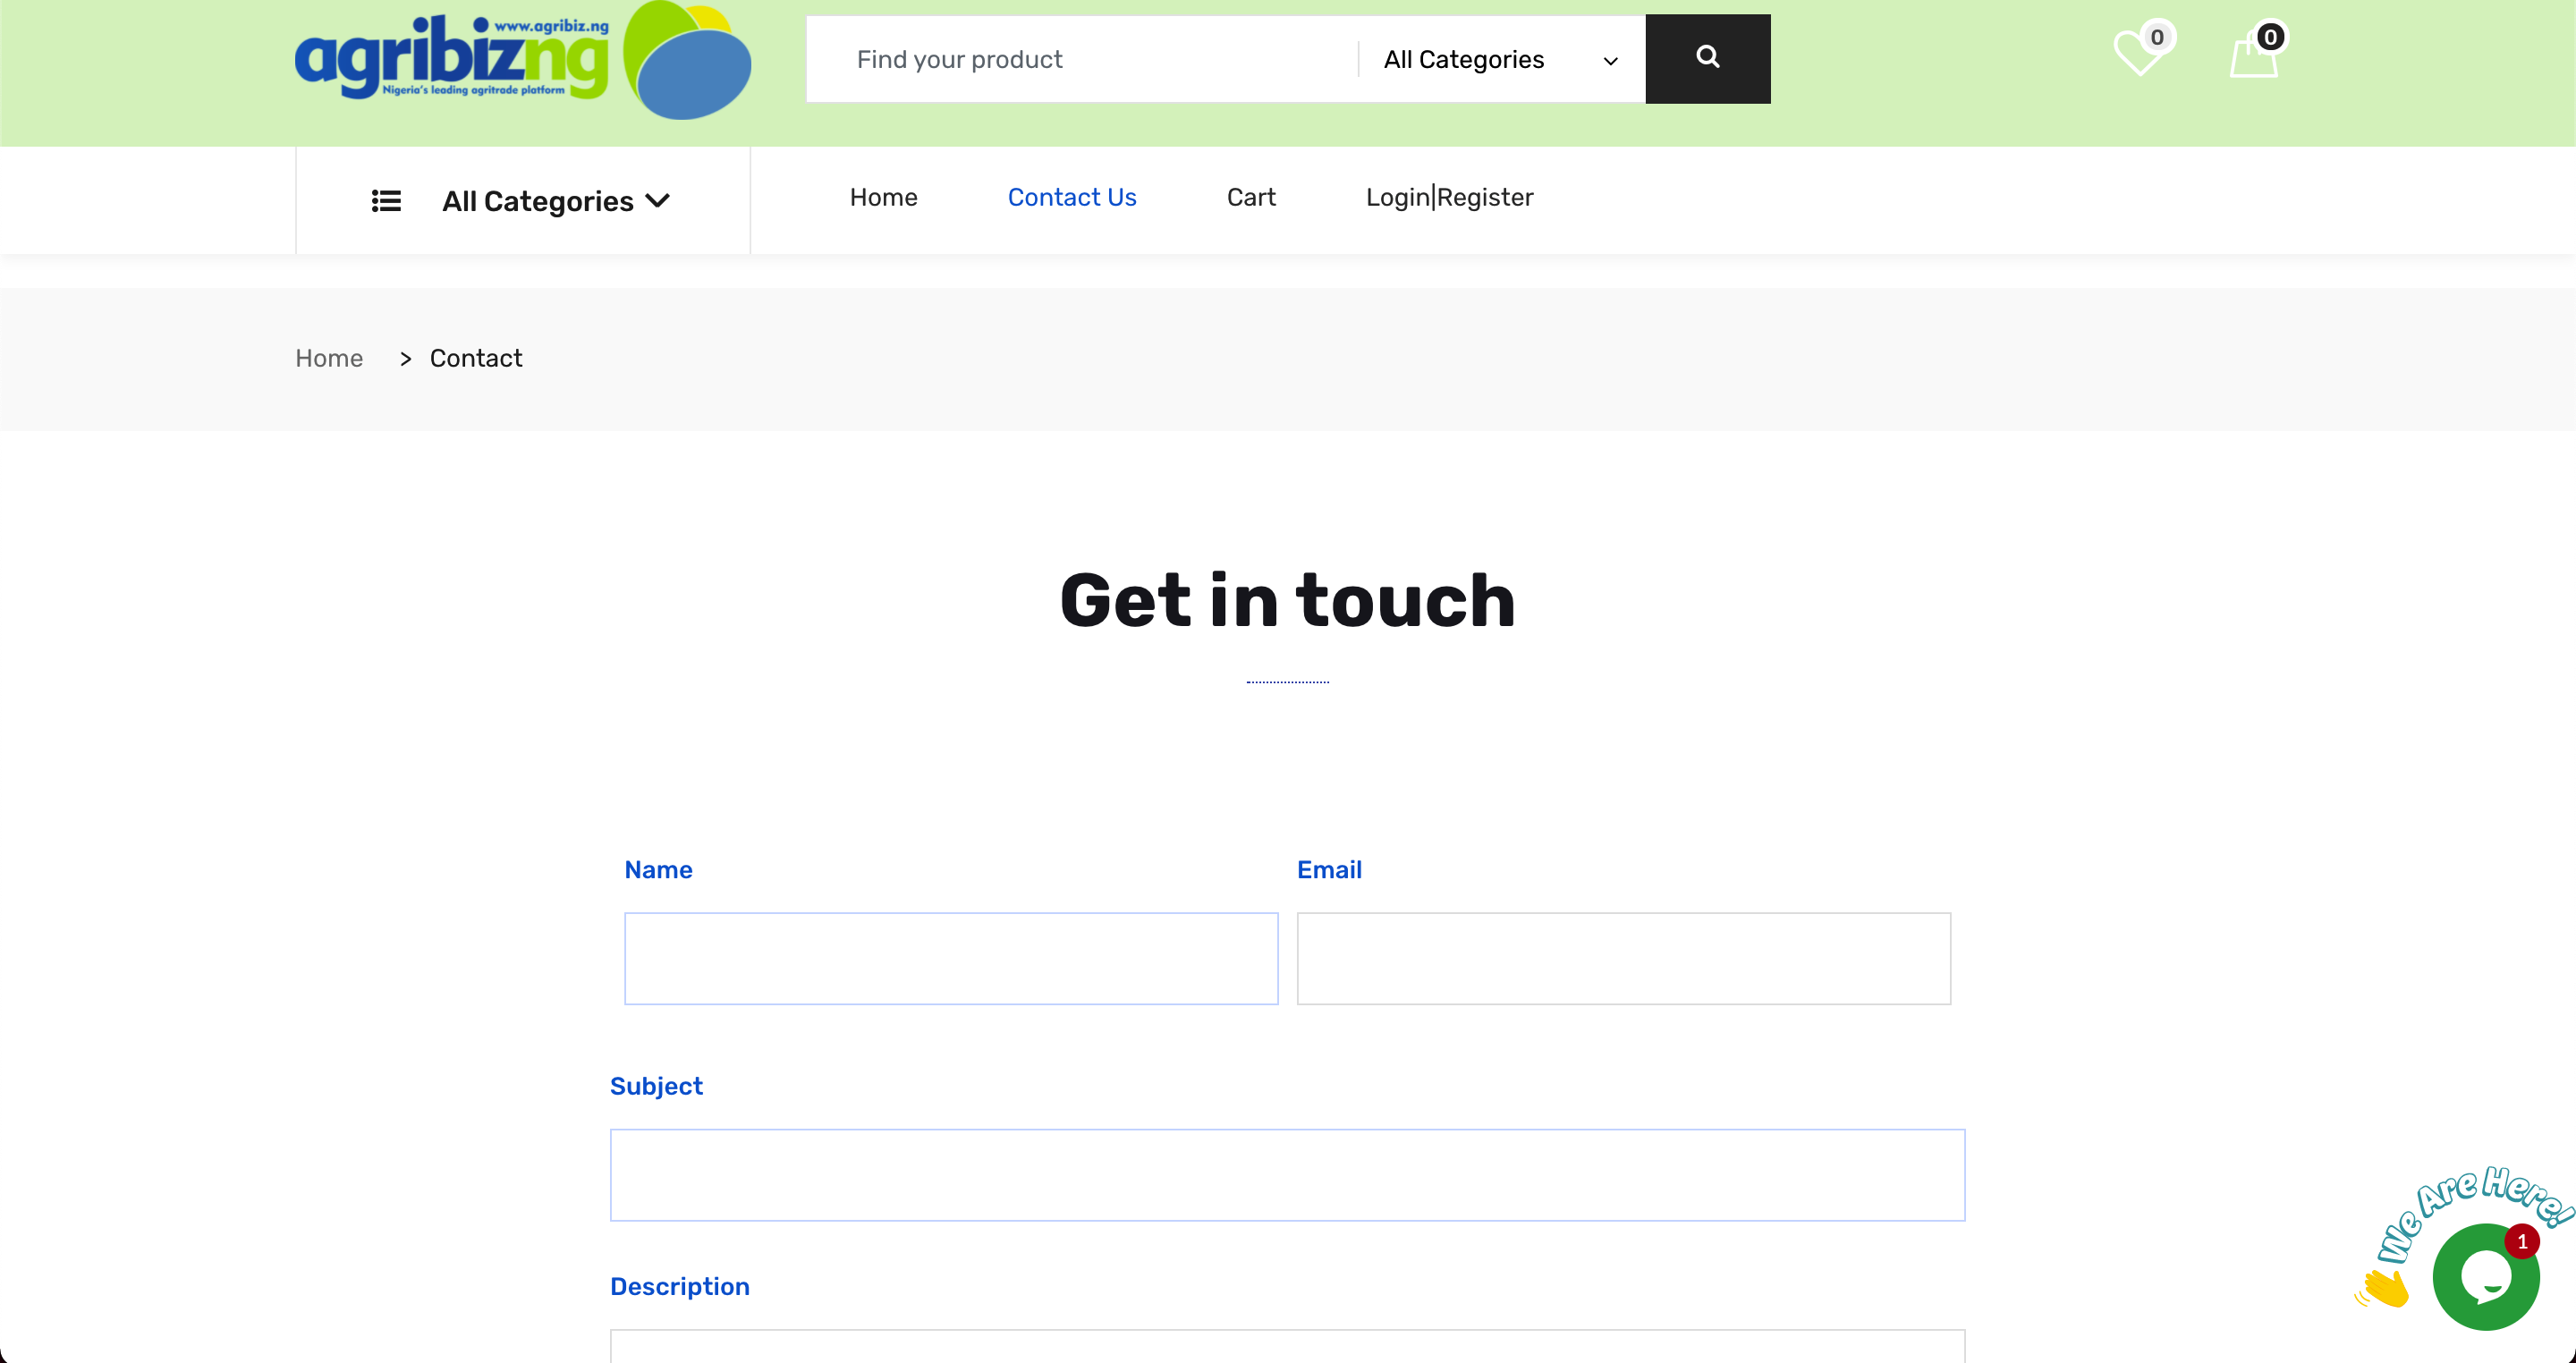 www.agribiz.ng
agribizng
Nigeria's leading agritrade platform
Find your product
All Categories
0
0
All Categories
Home
Contact Us
Cart
Login|Register
Home > Contact
Get in touch
Name
Email
Subject
Description
We Are Here!
1